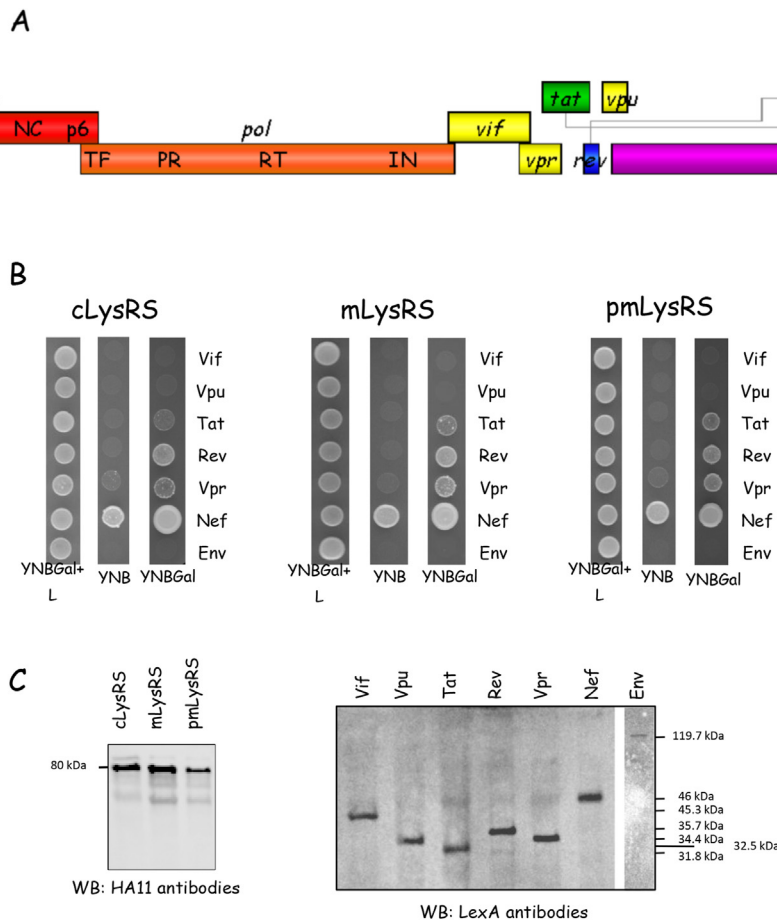 A
tat vpu
NC p6 pol vif
TF PR RT IN vpr rev
B
cLysRS mLysRS pmLysRS
Vif Vif Vif
Vpu Vpu Vpu
Tat Tat Tat
Rev Rev Rev
Vpr Vpr Vpr
Nef Nef Nef
Env Env Env
YNBGal+ L YNB YNBGal YNBGal+ L YNB YNBGal YNBGal+ L YNB YNBGal
C
cLysRS mLysRS pmLysRS
80 kDa
WB: HA11 antibodies
Vif Vpu Tat Rev Vpr Nef Env
119.7 kDa
46 kDa
45.3 kDa
35.7 kDa
34.4 kDa
32.5 kDa
31.8 kDa
WB: LexA antibodies